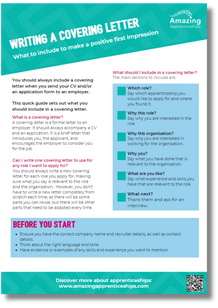 Amazing
Apprenticeships
WRITING A COVERING LETTER
What to include to make a positive first impression
You should always include a covering
letter when you send your CV and/or
an application form to an employer.
This quick guide sets out what you
should include in a covering letter.
What is a covering letter?
A covering letter is a formal letter to an
employer. It should always accompany a CV
and an application. It is a brief letter that
introduces you, the applicant, and
encourages the employer to consider you
for the job.
Can I write one covering letter to use for
any role I want to apply for?
You should always write a new covering
letter for each role you apply for, making
sure what you say is relevant to the role
and the organisation. However, you don't
have to write a new letter completely from
scratch each time, as there will be some
parts you can reuse, but there will be other
parts that need to be adapted every time.
What should I include in a covering letter?
The main sections to include are:
Which role?
Say which apprenticeship you
would like to apply for and where
you found it.
Why this role?
Say why you are interested in the
role.
Why this organisation?
Say why you are interested in
working for the organisation.
Why you?
Say what you have done that is
relevant to the organisation.
What are you like?
Say what experience and skills you
have that are relevant to the role.
What next?
Thank them and ask for an
interview.
BEFORE YOU START
Ensure you have the correct company name and recruiter details, as well as contact
details.
Think about the right language and tone.
Have evidence or examples of any skills and experience you want to mention
Discover more about apprenticeships:
www.amazingapprenticeships.com